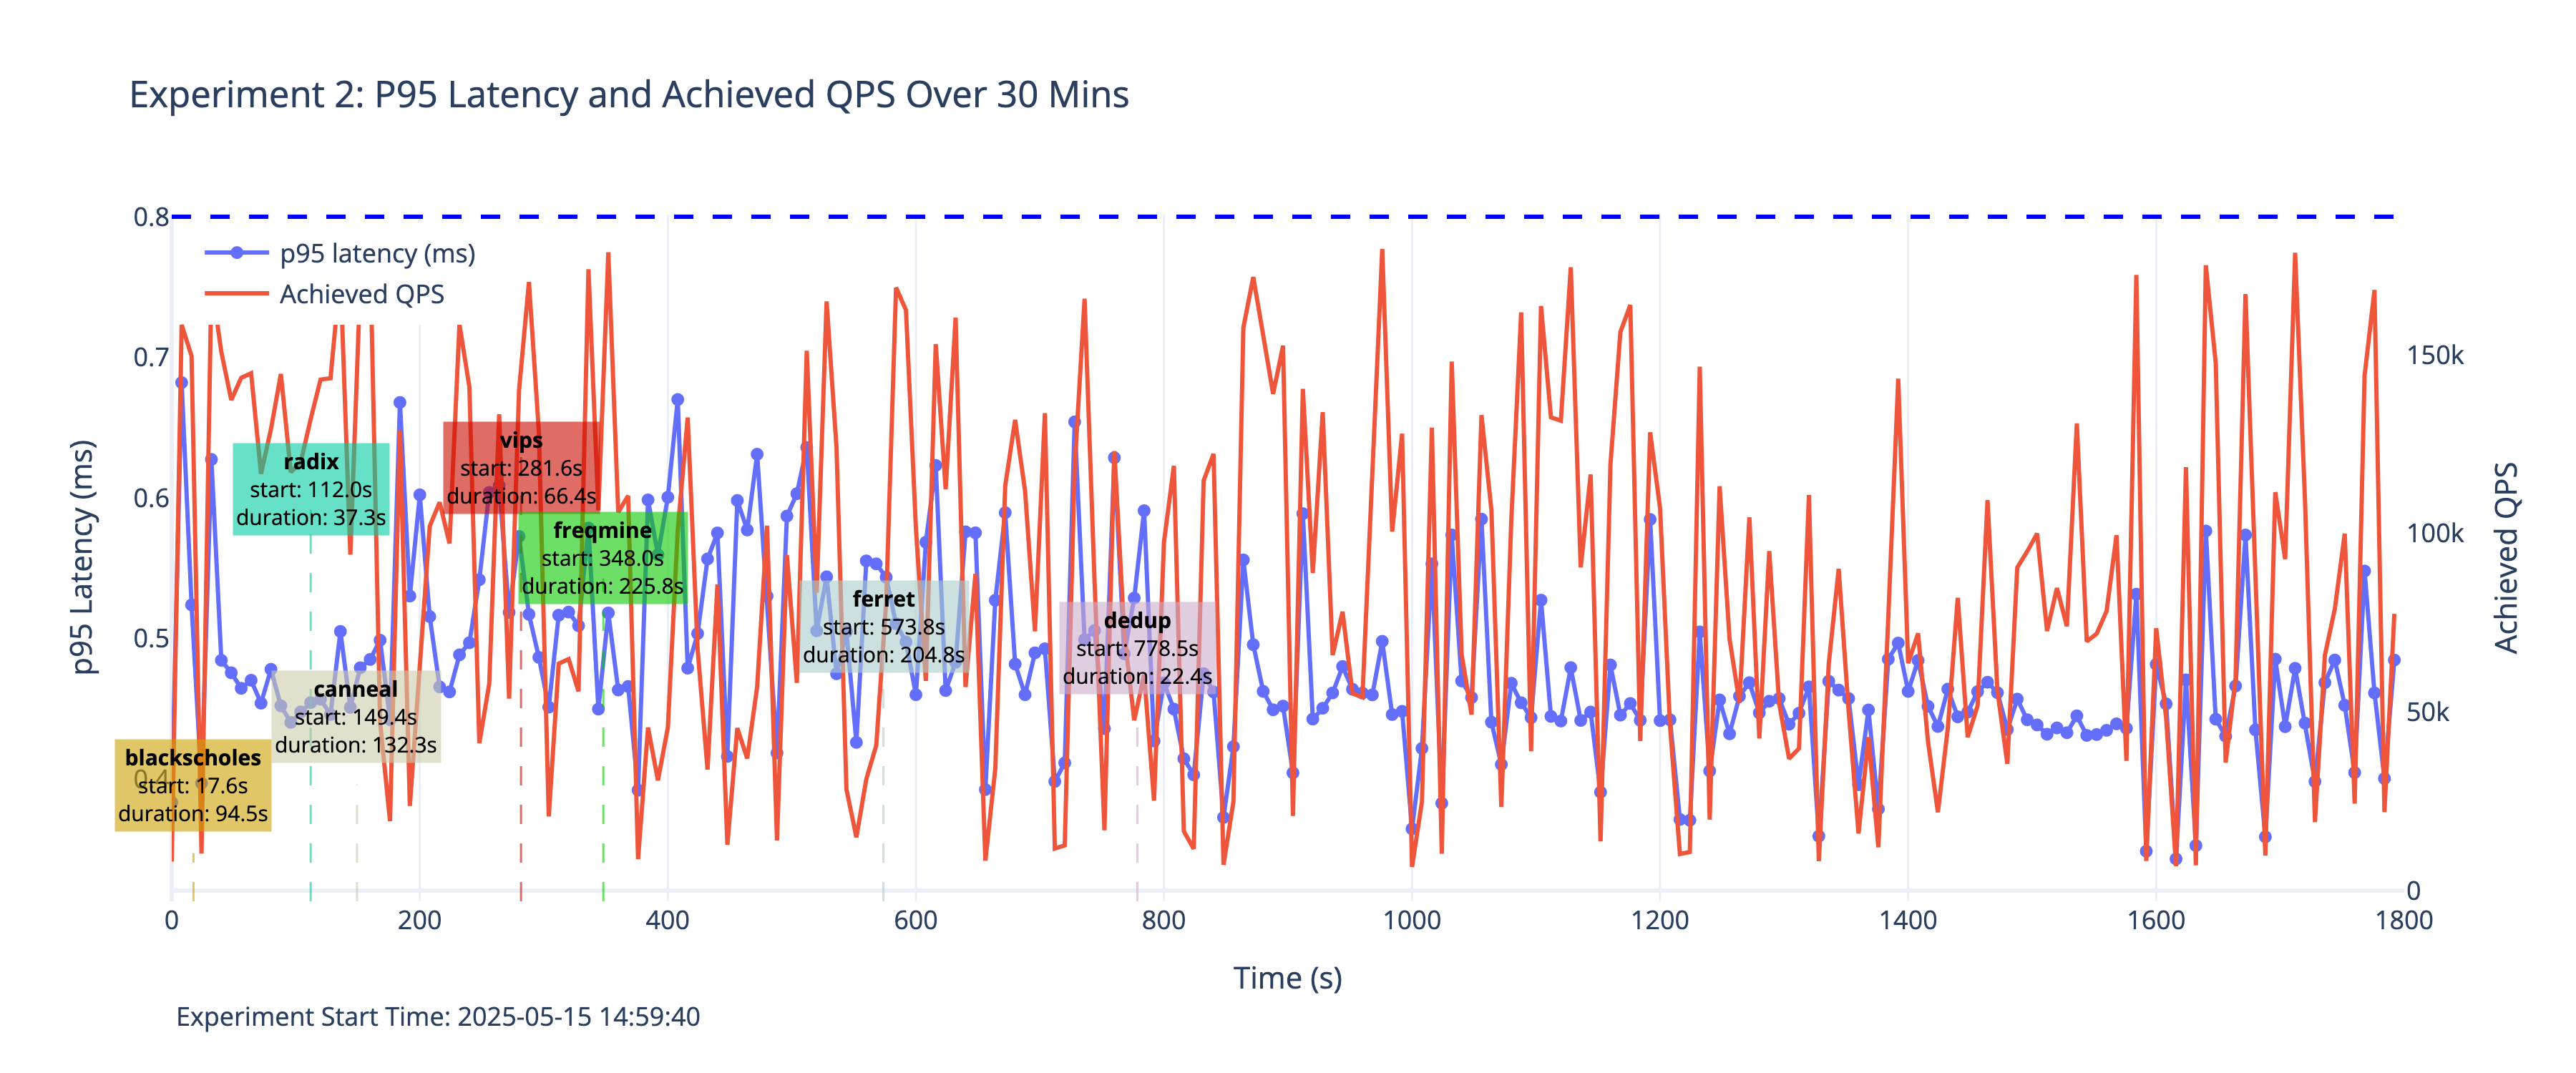 Experiment 2: P95 Latency and Achieved QPS Over 30 Mins
0.8
p95 latency (ms)
Achieved QPS
0.7
150k
vips
start: 281.6s
duration: 66.4s
radix
start: 112.0s
duration: 37.3s
0.6
freqmine
start: 348.0s
duration: 225.8s
100k
p95 Latency (ms)
Achieved QPS
ferret
start: 573.8s
duration: 204.8s
dedup
start: 778.5s
duration: 22.4s
0.5
canneal
start: 149.4s
duration: 132.3s
50k
blackscholes
0.4
start: 17.6s
duration: 94.5s
0
0
200
400
600
800
1000
1200
1400
1600
1800
Time (s)
Experiment Start Time: 2025-05-15 14:59:40